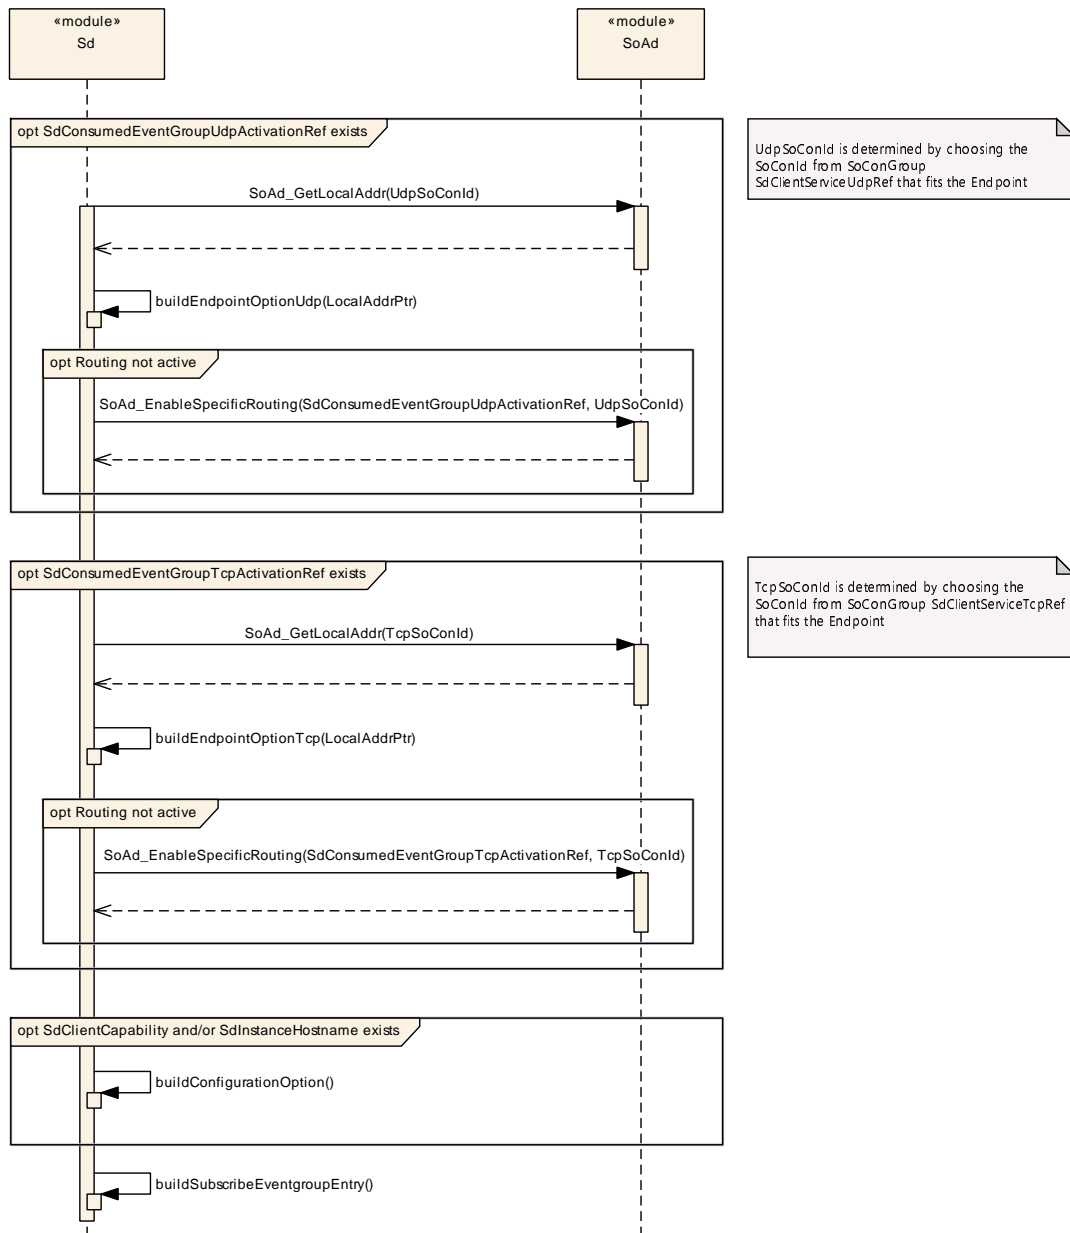 «module»
Sd
«module»
SoAd
opt SdConsumedEventGroupUdpActivationRef exists
UdpSoConId is determined by choosing the
SoConId from SoConGroup
SdClientServiceUdpRef that fits the Endpoint
SoAd_GetLocalAddr(UdpSoConId)
buildEndpointOptionUdp(LocalAddrPtr)
opt Routing not active
SoAd_EnableSpecificRouting(SdConsumedEventGroupUdpActivationRef, UdpSoConId)
opt SdConsumedEventGroupTcpActivationRef exists
TcpSoConId is determined by choosing the
SoConId from SoConGroup SdClientServiceTcpRef
that fits the Endpoint
SoAd_GetLocalAddr(TcpSoConId)
buildEndpointOptionTcp(LocalAddrPtr)
opt Routing not active
SoAd_EnableSpecificRouting(SdConsumedEventGroupTcpActivationRef, TcpSoConId)
opt SdClientCapability and/or SdInstanceHostname exists
buildConfigurationOption()
buildSubscribeEventgroupEntry()